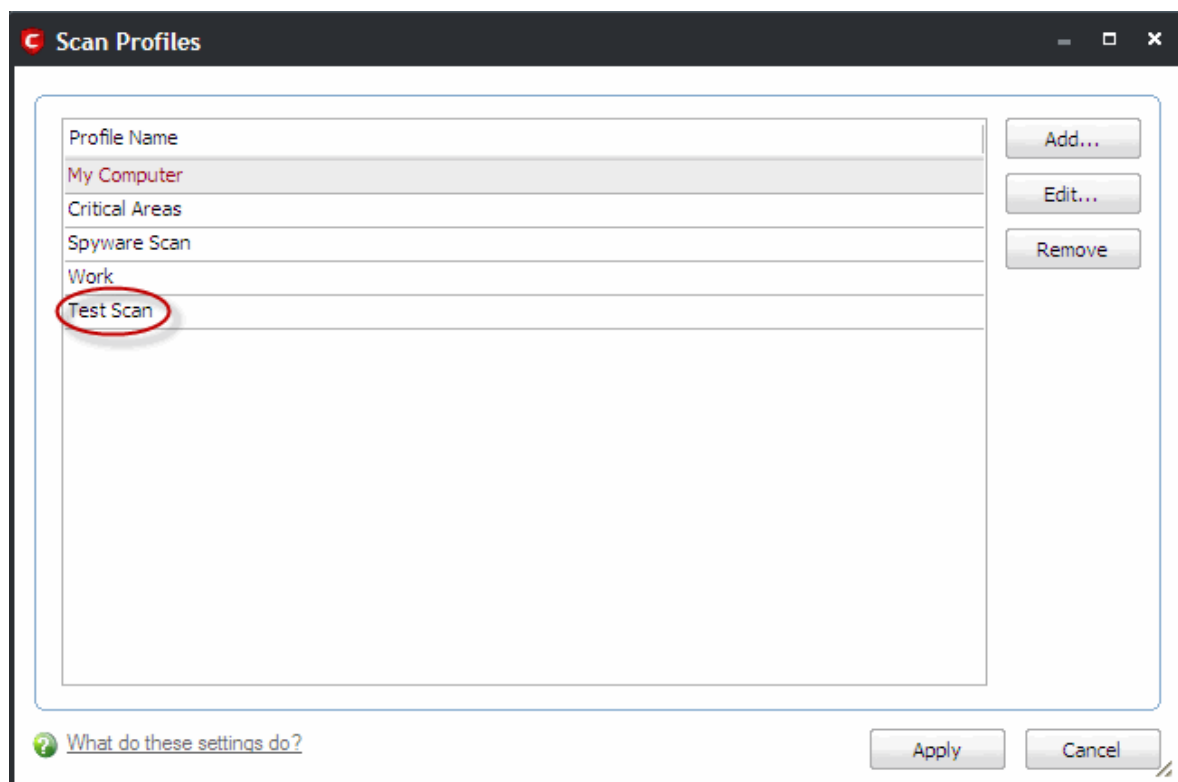 Scan Profiles
Profile Name
My Computer
Critical Areas
Spyware Scan
Work
Test Scan
Add...
Edit...
Remove
What do these settings do?
Apply
Cancel